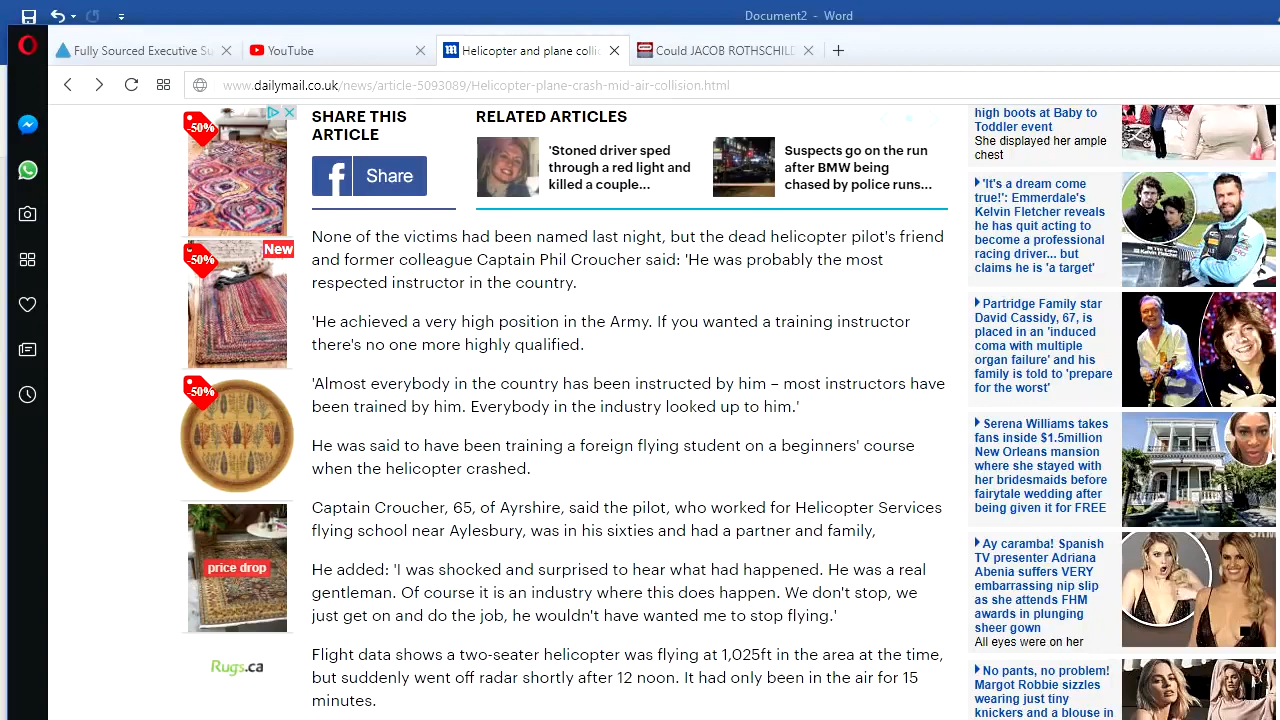 Document2 - Word
Fully Sourced Executive Su
YouTube
Helicopter and plane collis
Could JACOB ROTHSCHILD
www.dailymail.co.uk/news/article-5093089/Helicopter-plane-crash-mid-air-collision.html
-50%
New
-50%
-50%
price drop
Rugs.ca
SHARE THIS
ARTICLE
f Share
RELATED ARTICLES
'Stoned driver sped
through a red light and
killed a couple...
Suspects go on the run
after BMW being
chased by police runs...
None of the victims had been named last night, but the dead helicopter pilot's friend
and former colleague Captain Phil Croucher said: 'He was probably the most
respected instructor in the country.
'He achieved a very high position in the Army. If you wanted a training instructor
there's no one more highly qualified.
'Almost everybody in the country has been instructed by him – most instructors have
been trained by him. Everybody in the industry looked up to him.'
He was said to have been training a foreign flying student on a beginners' course
when the helicopter crashed.
Captain Croucher, 65, of Ayrshire, said the pilot, who worked for Helicopter Services
flying school near Aylesbury, was in his sixties and had a partner and family,
He added: 'I was shocked and surprised to hear what had happened. He was a real
gentleman. Of course it is an industry where this does happen. We don't stop, we
just get on and do the job, he wouldn't have wanted me to stop flying.'
Flight data shows a two-seater helicopter was flying at 1,025ft in the area at the time,
but suddenly went off radar shortly after 12 noon. It had only been in the air for 15
minutes.
high boots at Baby to
Toddler event
She displayed her ample
chest
'It's a dream come
true!': Emmerdale's
Kelvin Fletcher reveals
he has quit acting to
become a professional
racing driver... but
claims he is 'a target'
Partridge Family star
David Cassidy, 67, is
placed in an 'induced
coma with multiple
organ failure' and his
family is told to 'prepare
for the worst'
Serena Williams takes
fans inside $1.5million
New Orleans mansion
where she stayed with
her bridesmaids before
fairytale wedding after
being given it for FREE
Ay caramba! Spanish
TV presenter Adriana
Abenia suffers VERY
embarrassing nip slip
as she attends FHM
awards in plunging
sheer gown
All eyes were on her
No pants, no problem!
Margot Robbie sizzles
wearing just tiny
knickers and a blouse in